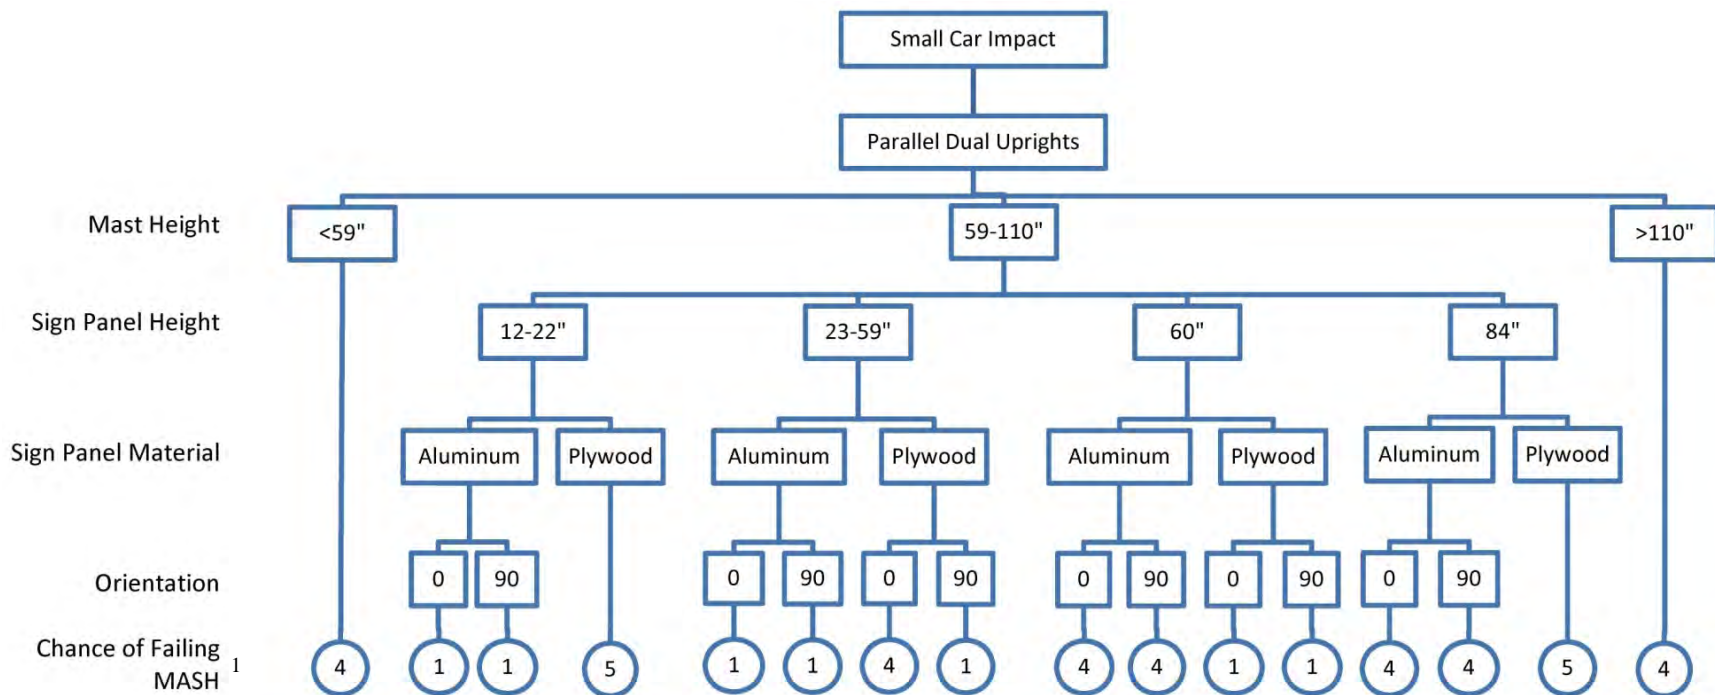 Small Car Impact
Parallel Dual Uprights
Mast Height
<59"
59-110"
>110"
Sign Panel Height
12-22"
23-59"
60"
84"
Sign Panel Material
Aluminum
Plywood
Aluminum
Plywood
Aluminum
Plywood
Aluminum
Plywood
Orientation
0
90
0
90
0
90
0
90
0
90
0
90
Chance of Failing
MASH
1
4
1
1
5
1
1
4
1
4
4
1
1
4
4
5
4